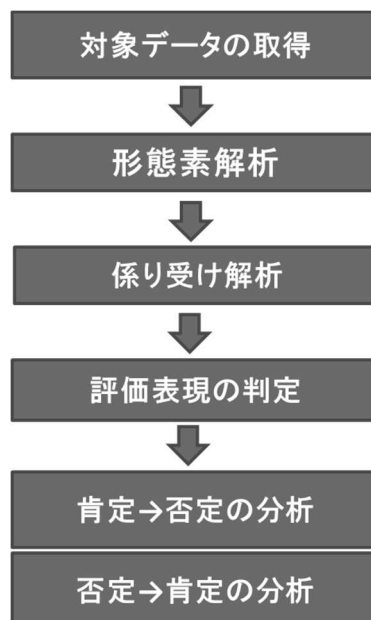 対象データの取得
形態素解析
係り受け解析
評価表現の判定
肯定→否定の分析
否定→肯定の分析